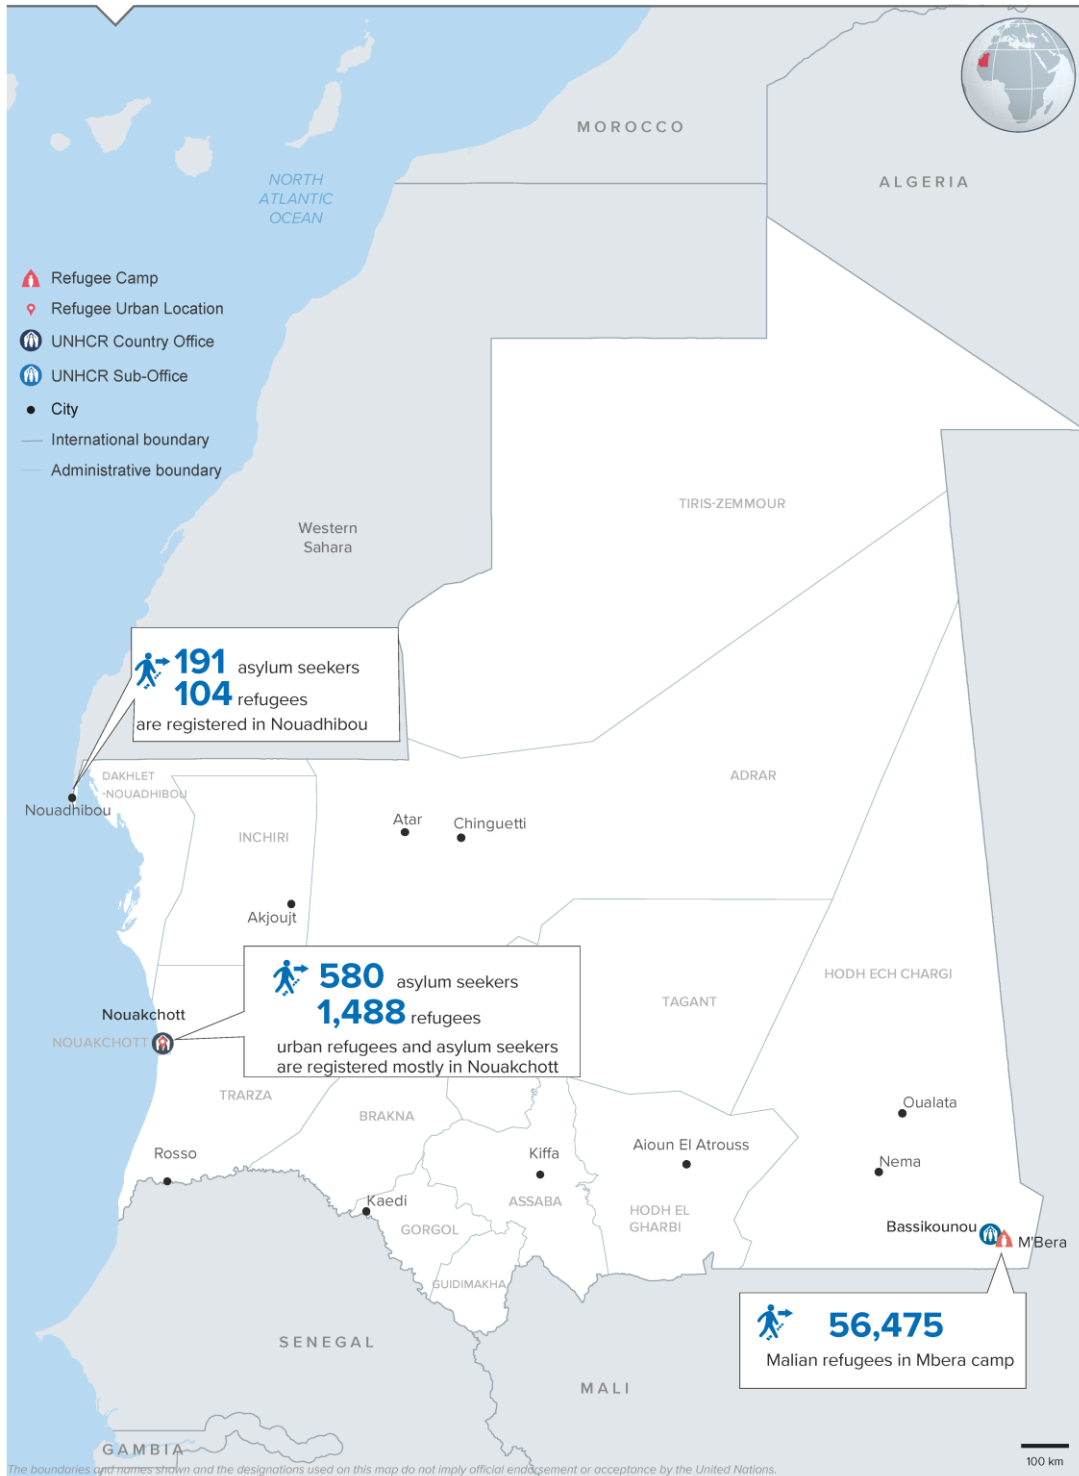 MOROCCO
ALGERIA
NORTH
ATLANTIC
OCEAN
Refugee Camp
Refugee Urban Location
UNHCR Country Office
UNHCR Sub-Office
City
International boundary
Administrative boundary
TIRIS-ZEMMOUR
Western
Sahara
191 asylum seekers
104 refugees
are registered in Nouadhibou
DAKHLET
-NOUADHIBOU
Nouadhibou
ADRAR
INCHIRI
Atar
Chinguetti
Akjoujt
580 asylum seekers
1,488 refugees
urban refugees and asylum seekers
are registered mostly in Nouakchott
HODH ECH CHARGI
TAGANT
Nouakchott
NOUAKCHOTT
TRARZA
BRAKNA
Oualata
Rosso
Kiffa
Aioun El Atrouss
Nema
Kaedi
ASSABA
HODH EL
GHARBI
GORGOL
Bassikounou
M'Bera
GUIDIMAKHA
56,475
Malian refugees in Mbera camp
SENEGAL
MALI
GAMBIA
100 km
The boundaries and names shown and the designations used on this map do not imply official endorsement or acceptance by the United Nations.